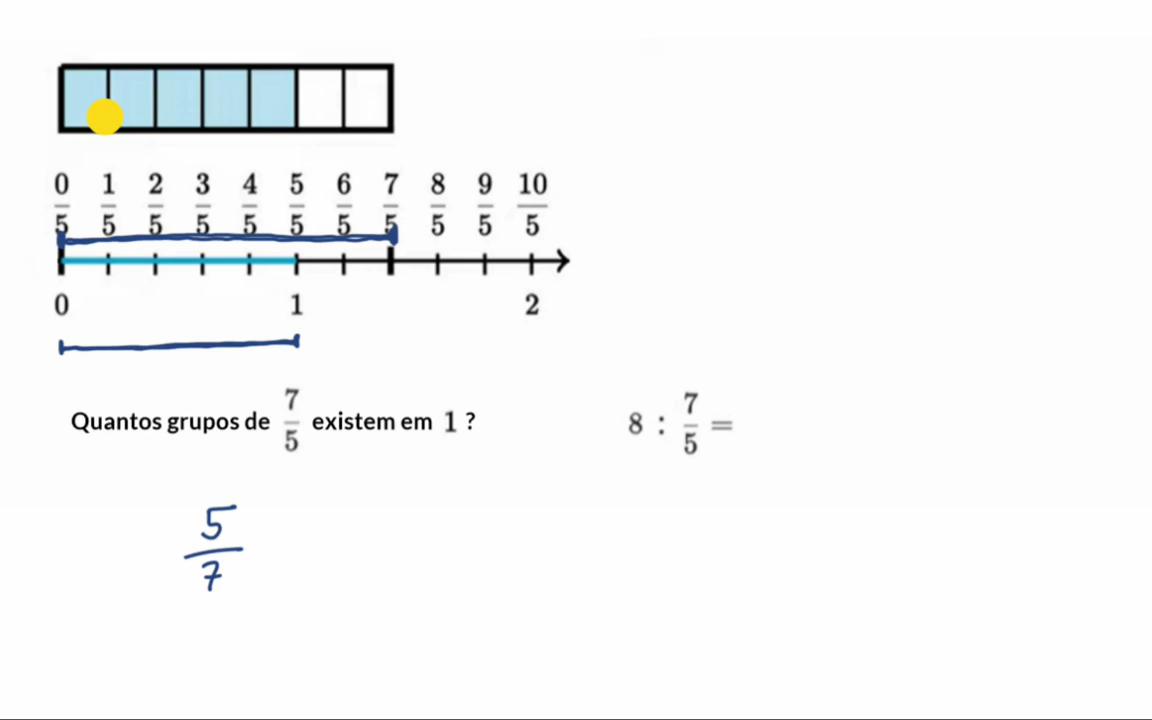 0/5 1/5 2/5 3/5 4/5 5/5 6/5 7/5 8/5 9/5 10/5
0 1 2
Quantos grupos de 7/5 existem em 1 ?
8 : 7/5 =
5/7